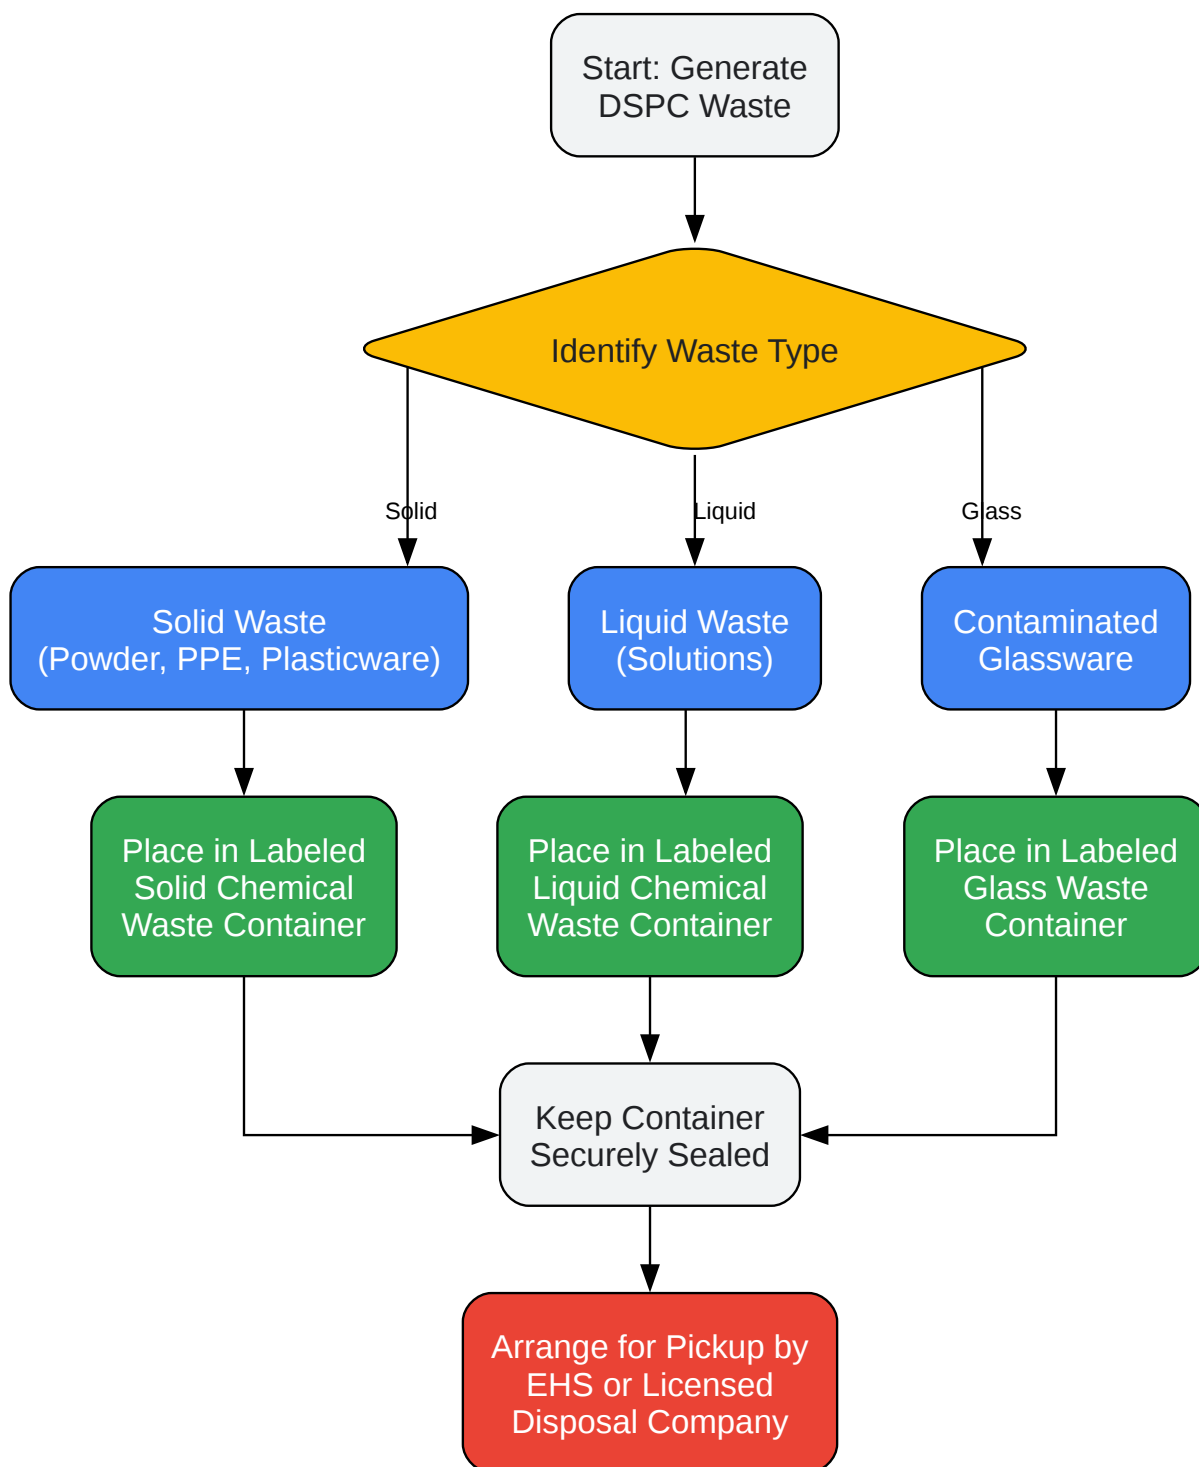 Start: Generate
DSPC Waste
Identify Waste Type
Solid
Liquid
Glass
Solid Waste
(Powder, PPE, Plasticware)
Liquid Waste
(Solutions)
Contaminated
Glassware
Place in Labeled
Solid Chemical
Waste Container
Place in Labeled
Liquid Chemical
Waste Container
Place in Labeled
Glass Waste
Container
Keep Container
Securely Sealed
Arrange for Pickup by
EHS or Licensed
Disposal Company